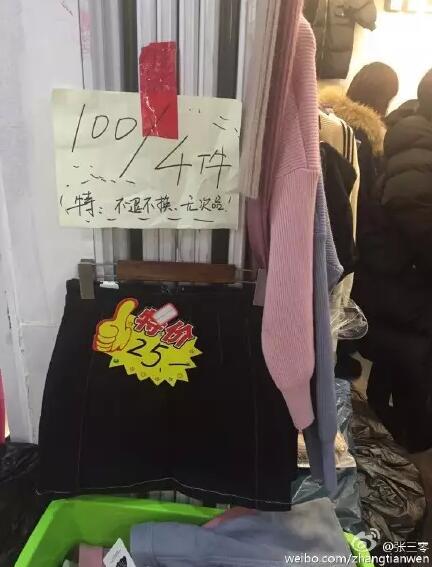 100/4件
(特：不退不换.无次品)
特价
25.—
@张三零
weibo.com/zhangtianwen